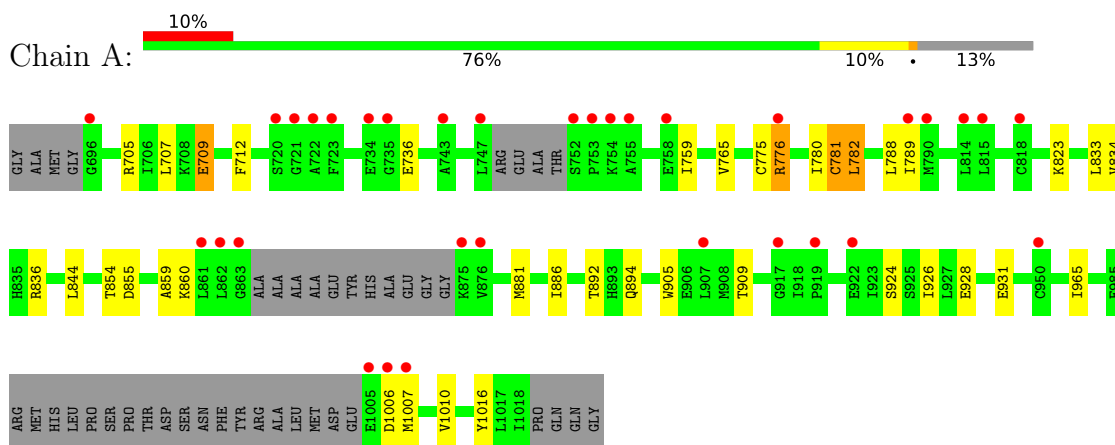 10%
Chain A:
76% 10% • 13%
GLY ALA MET GLY G696 R705 I706 L707 K708 E709 F712 S720 G721 A722 F723 E734 G735 E736 A743 L747 ARG GLU ALA THR S752 P753 K754 A755 E758 I759 V765 C775 R776 I780 C781 L782 L788 I789 M790 L814 L815 C818 K823 L833 V834
H835 R836 L844 T854 D855 A859 K860 L861 L862 G863 ALA ALA ALA ALA GLU TYR HIS ALA GLU GLY GLY K875 V876 M881 I886 T892 H893 Q894 W905 E906 L907 M908 T909 G917 I918 P919 E922 I923 S924 S925 I926 L927 E928 E931 C950 I965
ARG MET HIS LEU PRO SER PRO THR ASP SER ASN PHE TYR ARG ALA LEU MET ASP GLU E1005 D1006 M1007 V1010 Y1016 L1017 I1018 PRO GLN GLN GLY